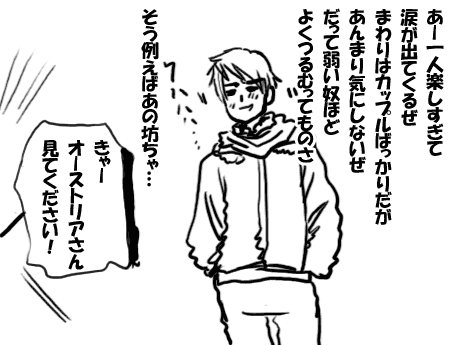 あー一人楽しすぎて
涙が出てくるぜ
まわりはカップルばっかりだが
あんまり気にしないぜ
だって弱い奴ほど
よくつるむってものさ
そう例えばあの坊ちゃ…
きゃー
オーストリアさん
見てください！